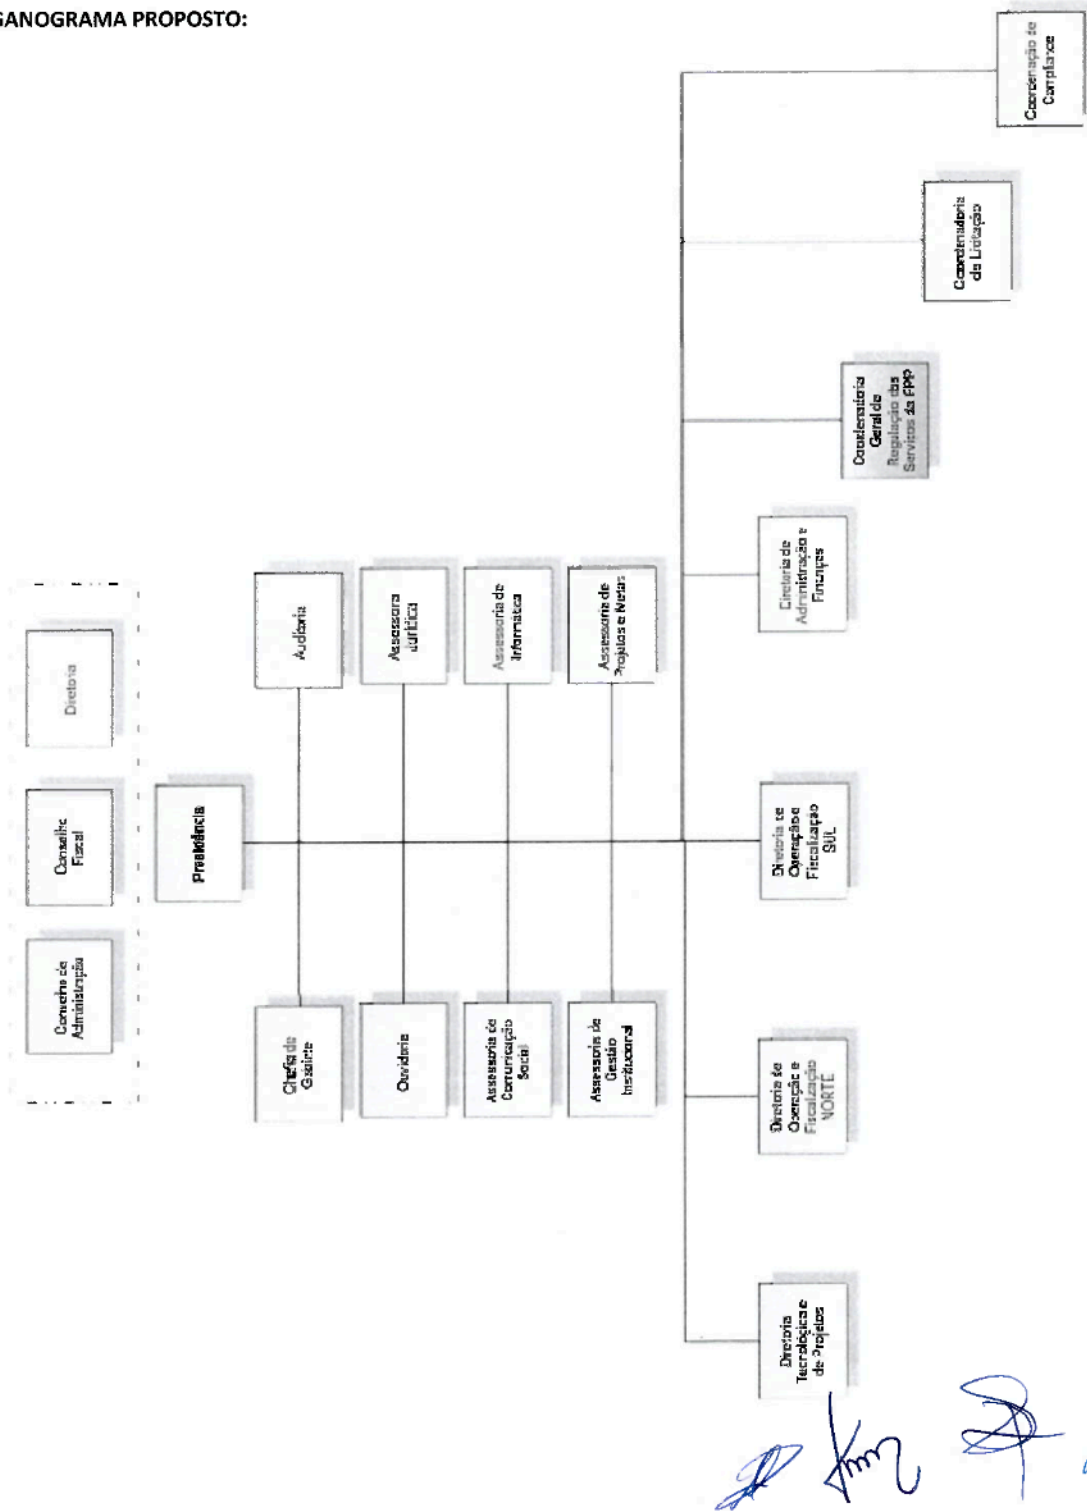 GANOGRAMA PROPOSTO:
Conselho de
Administração
Conselho
Fiscal
Diretoria
Presidência
Chefia de
Gabinete
Auditoria
Ouvidoria
Assessora
Jurídica
Assessoria de
Comunicação
Social
Assessoria de
Informática
Assessoria de
Gestão
Institucional
Assessoria de
Projetos e Metas
Diretoria
Tecnológica e
de Projetos
Diretoria de
Operação e
Fiscalização
NORTE
Diretoria de
Operação e
Fiscalização
SUL
Diretoria de
Administração e
Finanças
Coordenadoria
Geral de
Regulação dos
Serviços da PPP
Coordenadoria
de Licitação
Coordenação de
Compliance